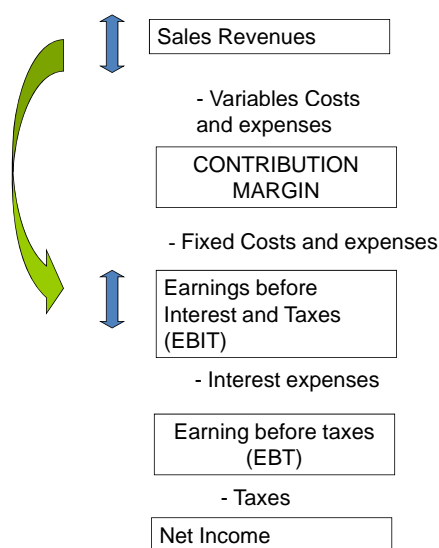 Sales Revenues
- Variables Costs
and expenses
CONTRIBUTION
MARGIN
- Fixed Costs and expenses
Earnings before
Interest and Taxes
(EBIT)
- Interest expenses
Earning before taxes
(EBT)
- Taxes
Net Income